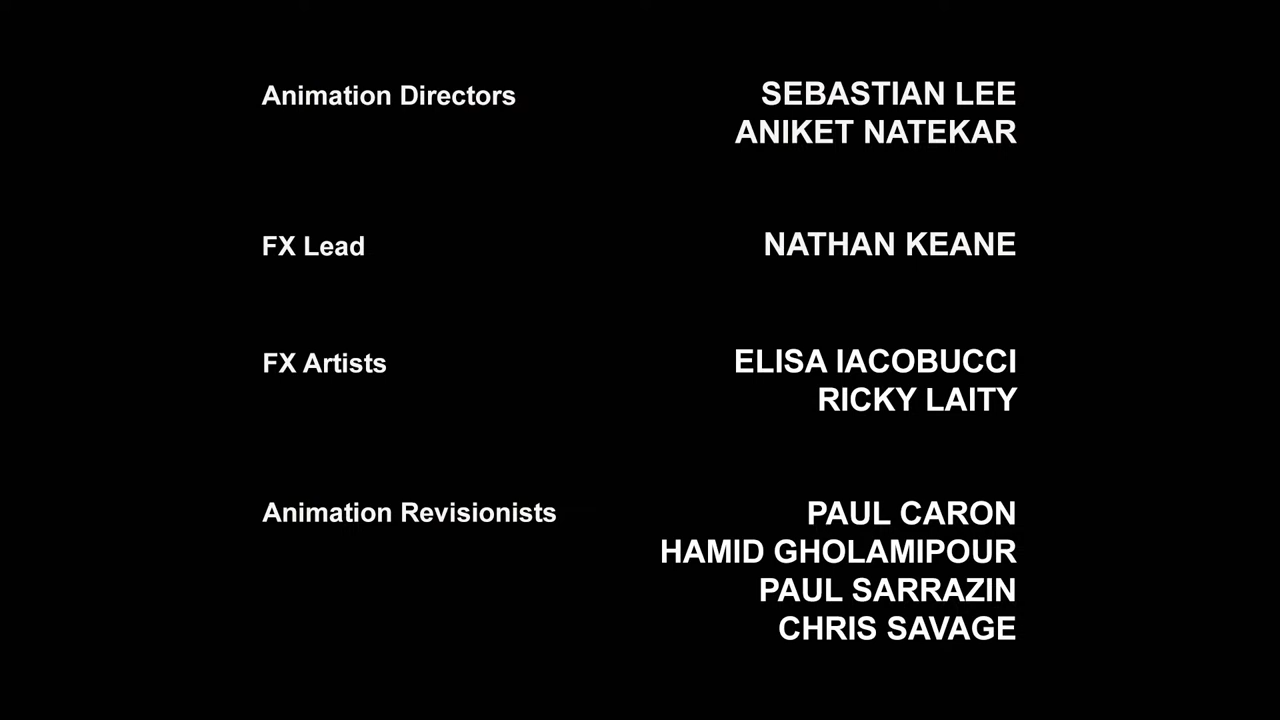 Animation Directors SEBASTIAN LEE
ANIKET NATEKAR
FX Lead NATHAN KEANE
FX Artists ELISA IACOBUCCI
RICKY LAITY
Animation Revisionists PAUL CARON
HAMID GHOLAMIPOUR
PAUL SARRAZIN
CHRIS SAVAGE